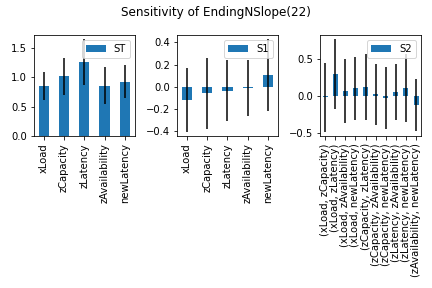 Sensitivity of EndingNSlope(22)
ST
1.5
1.0
0.5
0.0
xLoad
zCapacity
zLatency
zAvailability
newLatency
S1
0.4
0.2
0.0
−0.2
−0.4
xLoad
zCapacity
zLatency
zAvailability
newLatency
S2
0.5
0.0
−0.5
(xLoad, zCapacity)
(xLoad, zLatency)
(xLoad, zAvailability)
(xLoad, newLatency)
(zCapacity, zLatency)
(zCapacity, zAvailability)
(zCapacity, newLatency)
(zLatency, zAvailability)
(zLatency, newLatency)
(zAvailability, newLatency)